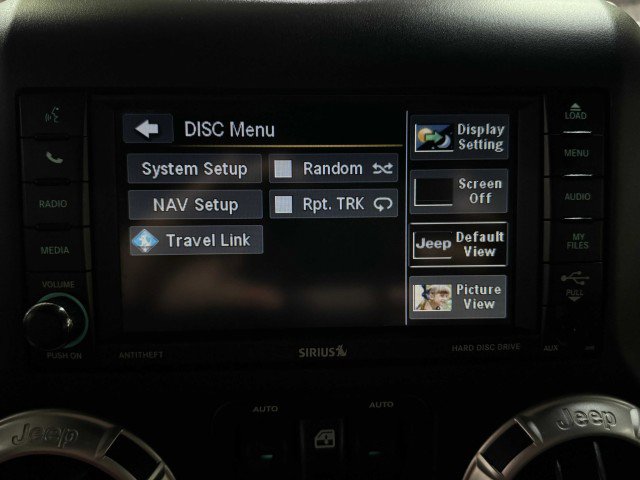 LOAD
DISC Menu
Display
Setting
MENU
System Setup
Random
Screen
Off
RADIO
NAV Setup
Rpt. TRK
AUDIO
Travel Link
Jeep
Default
View
MY
FILES
MEDIA
Picture
View
VOLUME
PULL
PUSH ON
ANTITHEFT
SIRIUS
HARD DISC DRIVE
AUX
AUTO
AUTO
Jeep
Jeep